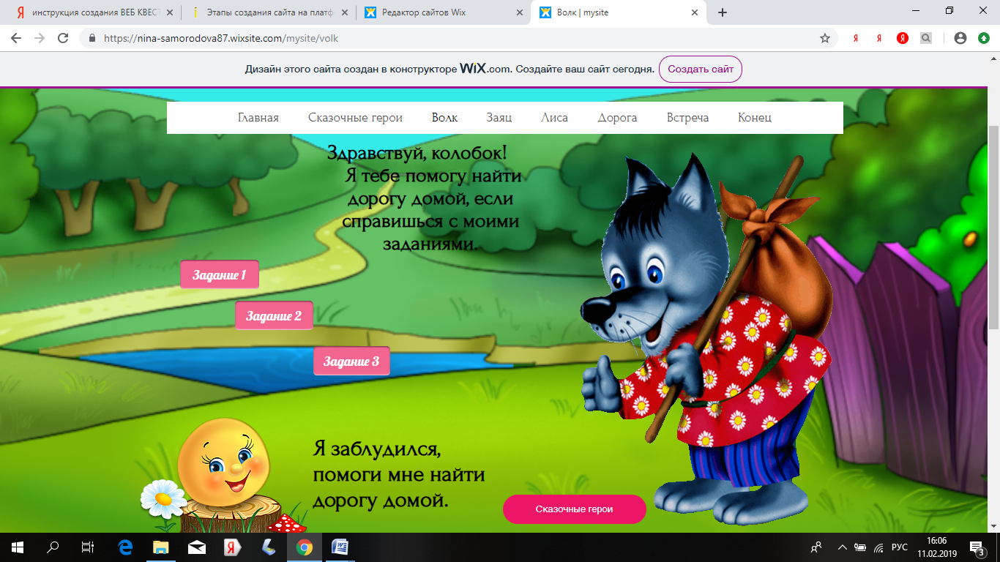 инструкция создания ВЕБ КВЕСТ
Этапы создания сайта на платф
Редактор сайтов Wix
Волк | mysite
https://nina-samorodova87.wixsite.com/mysite/volk
Дизайн этого сайта создан в конструкторе WiX.com. Создайте ваш сайт сегодня. Создать сайт
Главная Сказочные герои Волк Заяц Лиса Дорога Встреча Конец
Здравствуй, колобок!
Я тебе помогу найти
дорогу домой, если
справишься с моими
заданиями.
Задание 1
Задание 2
Задание 3
Я заблудился,
помоги мне найти
дорогу домой.
Сказочные герои
РУС
16:06
11.02.2019
3